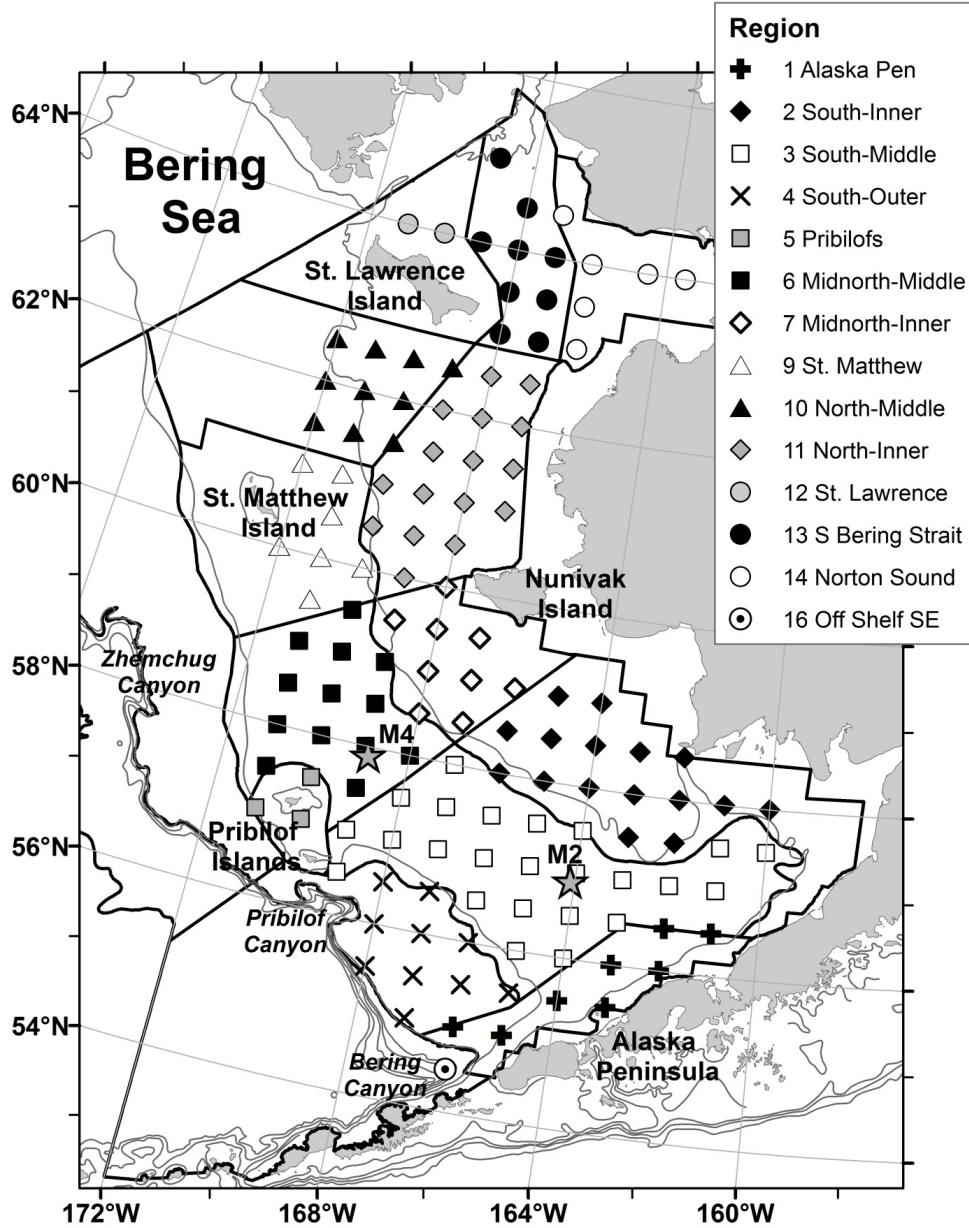 Region
1 Alaska Pen
2 South-Inner
3 South-Middle
4 South-Outer
5 Pribilofs
6 Midnorth-Middle
7 Midnorth-Inner
9 St. Matthew
10 North-Middle
11 North-Inner
12 St. Lawrence
13 S Bering Strait
14 Norton Sound
16 Off Shelf SE
64°N
Bering
Sea
St. Lawrence
Island
62°N
60°N
St. Matthew
Island
Nunivak
Island
58°N
Zhemchug
Canyon
M4
56°N
Pribilof
Islands
M2
Pribilof
Canyon
54°N
Alaska
Peninsula
Bering
Canyon
172°W
168°W
164°W
160°W